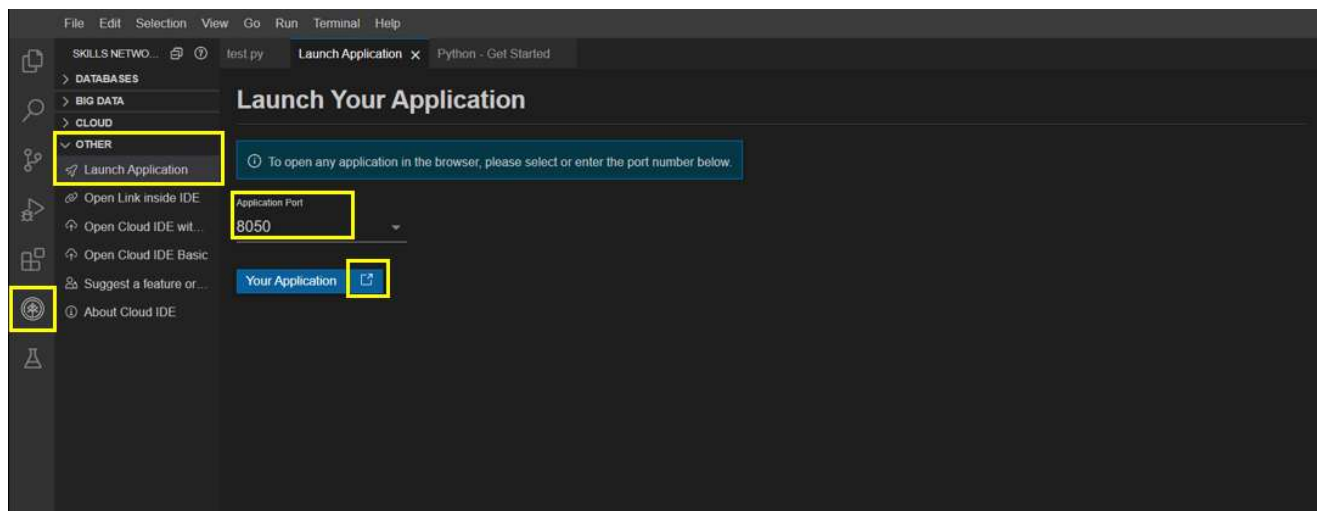 File Edit Selection View Go Run Terminal Help
SKILLS NETWO...
test.py Launch Application Python - Get Started
DATABASES
BIG DATA
CLOUD
OTHER
Launch Application
Open Link inside IDE
Open Cloud IDE wit...
Open Cloud IDE Basic
Suggest a feature or...
About Cloud IDE
Launch Your Application
To open any application in the browser, please select or enter the port number below.
Application Port
8050
Your Application